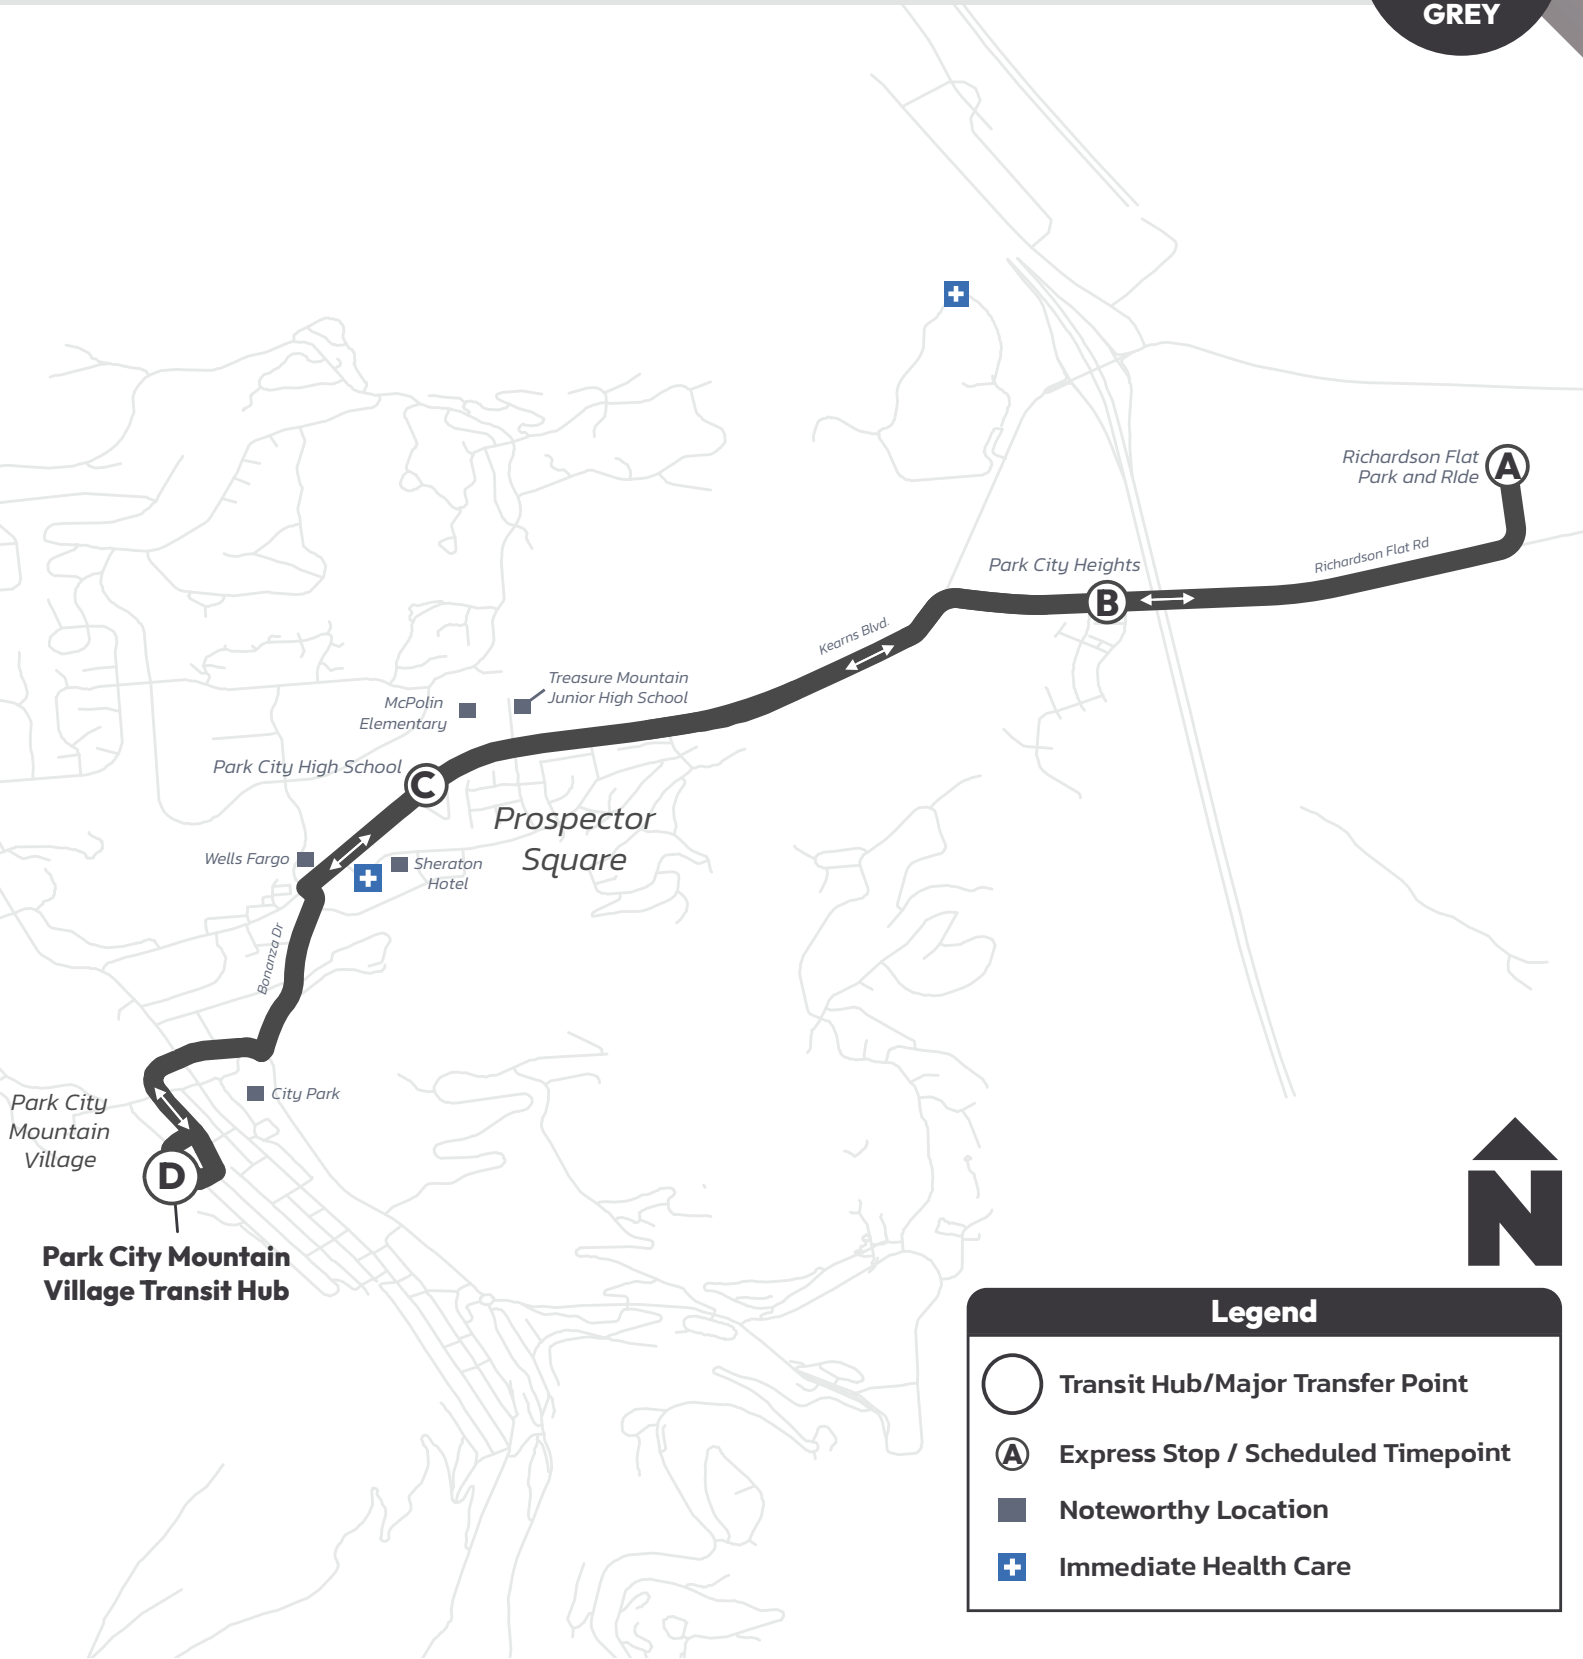 GREY
Richardson Flat
Park and RIde
A
Richardson Flat Rd
Park City Heights
B
Kearns Blvd.
Treasure Mountain
Junior High School
McPolin
Elementary
Park City High School
C
Prospector
Square
Wells Fargo
Sheraton
Hotel
Bonanza Dr
City Park
Park City
Mountain
Village
D
Park City Mountain
Village Transit Hub
N
Legend
Transit Hub/Major Transfer Point
A Express Stop / Scheduled Timepoint
Noteworthy Location
Immediate Health Care